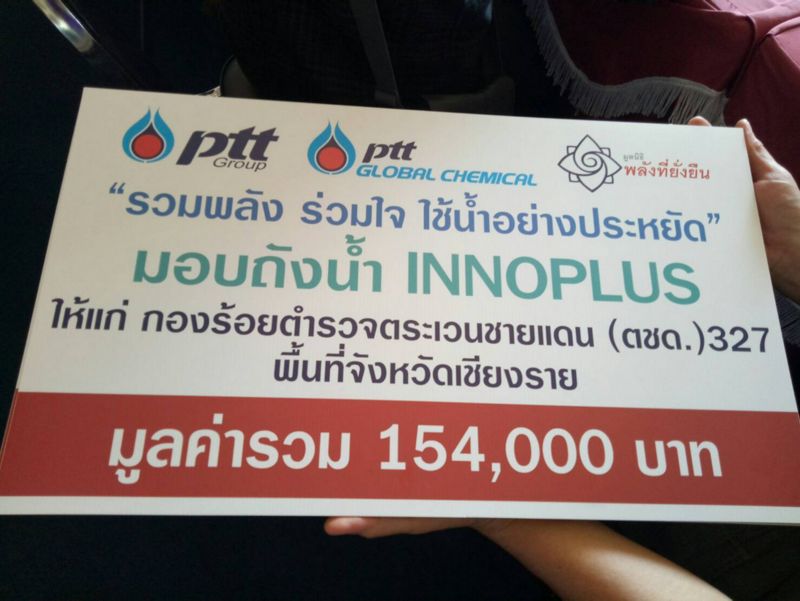 ptt
Group
ptt
GLOBAL CHEMICAL
มูลนิธิ
พลังที่ยั่งยืน
“รวมพลัง ร่วมใจ ใช้น้ำอย่างประหยัด”
มอบถังน้ำ INNOPLUS
ให้แก่ กองร้อยตำรวจตระเวนชายแดน (ตชด.)327
พื้นที่จังหวัดเชียงราย
มูลค่ารวม 154,000 บาท